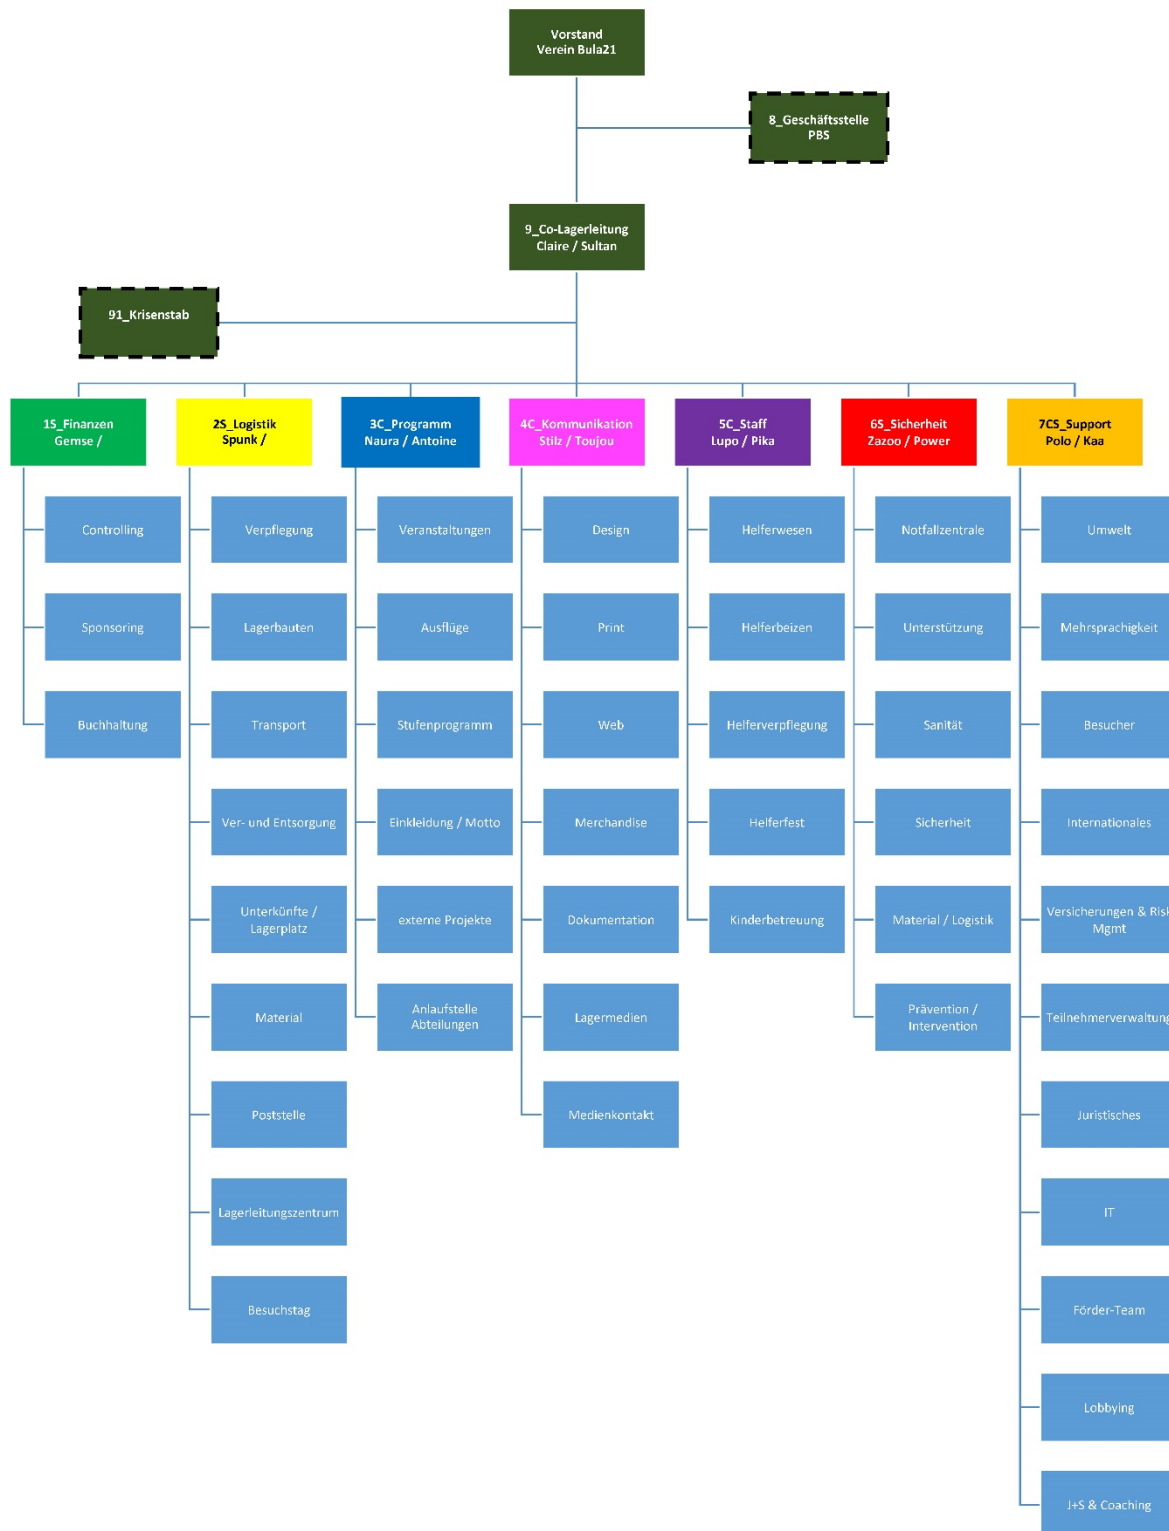 Vorstand
Verein Bula21
8_Geschäftsstelle
PBS
9_Co-Lagerleitung
Claire / Sultan
91_Krisenstab
1S_Finanzen
Gemse /
2S_Logistik
Spunk /
3C_Programm
Naura / Antoine
4C_Kommunikation
Stilz / Toujou
5C_Staff
Lupo / Pika
6S_Sicherheit
Zazoo / Power
7CS_Support
Polo / Kaa
Controlling
Sponsoring
Buchhaltung
Verpflegung
Lagerbauten
Transport
Ver- und Entsorgung
Unterkünfte /
Lagerplatz
Material
Poststelle
Lagerleitungszentrum
Besuchstag
Veranstaltungen
Ausflüge
Stufenprogramm
Einkleidung / Motto
externe Projekte
Anlaufstelle
Abteilungen
Design
Print
Web
Merchandise
Dokumentation
Lagermedien
Medienkontakt
Helferwesen
Helferbeizen
Helferverpflegung
Helferfest
Kinderbetreuung
Notfallzentrale
Unterstützung
Sanität
Sicherheit
Material / Logistik
Prävention /
Intervention
Umwelt
Mehrsprachigkeit
Besucher
Internationales
Versicherungen & Risk
Mgmt
Teilnehmerverwaltung
Juristisches
IT
Förder-Team
Lobbying
J+S & Coaching